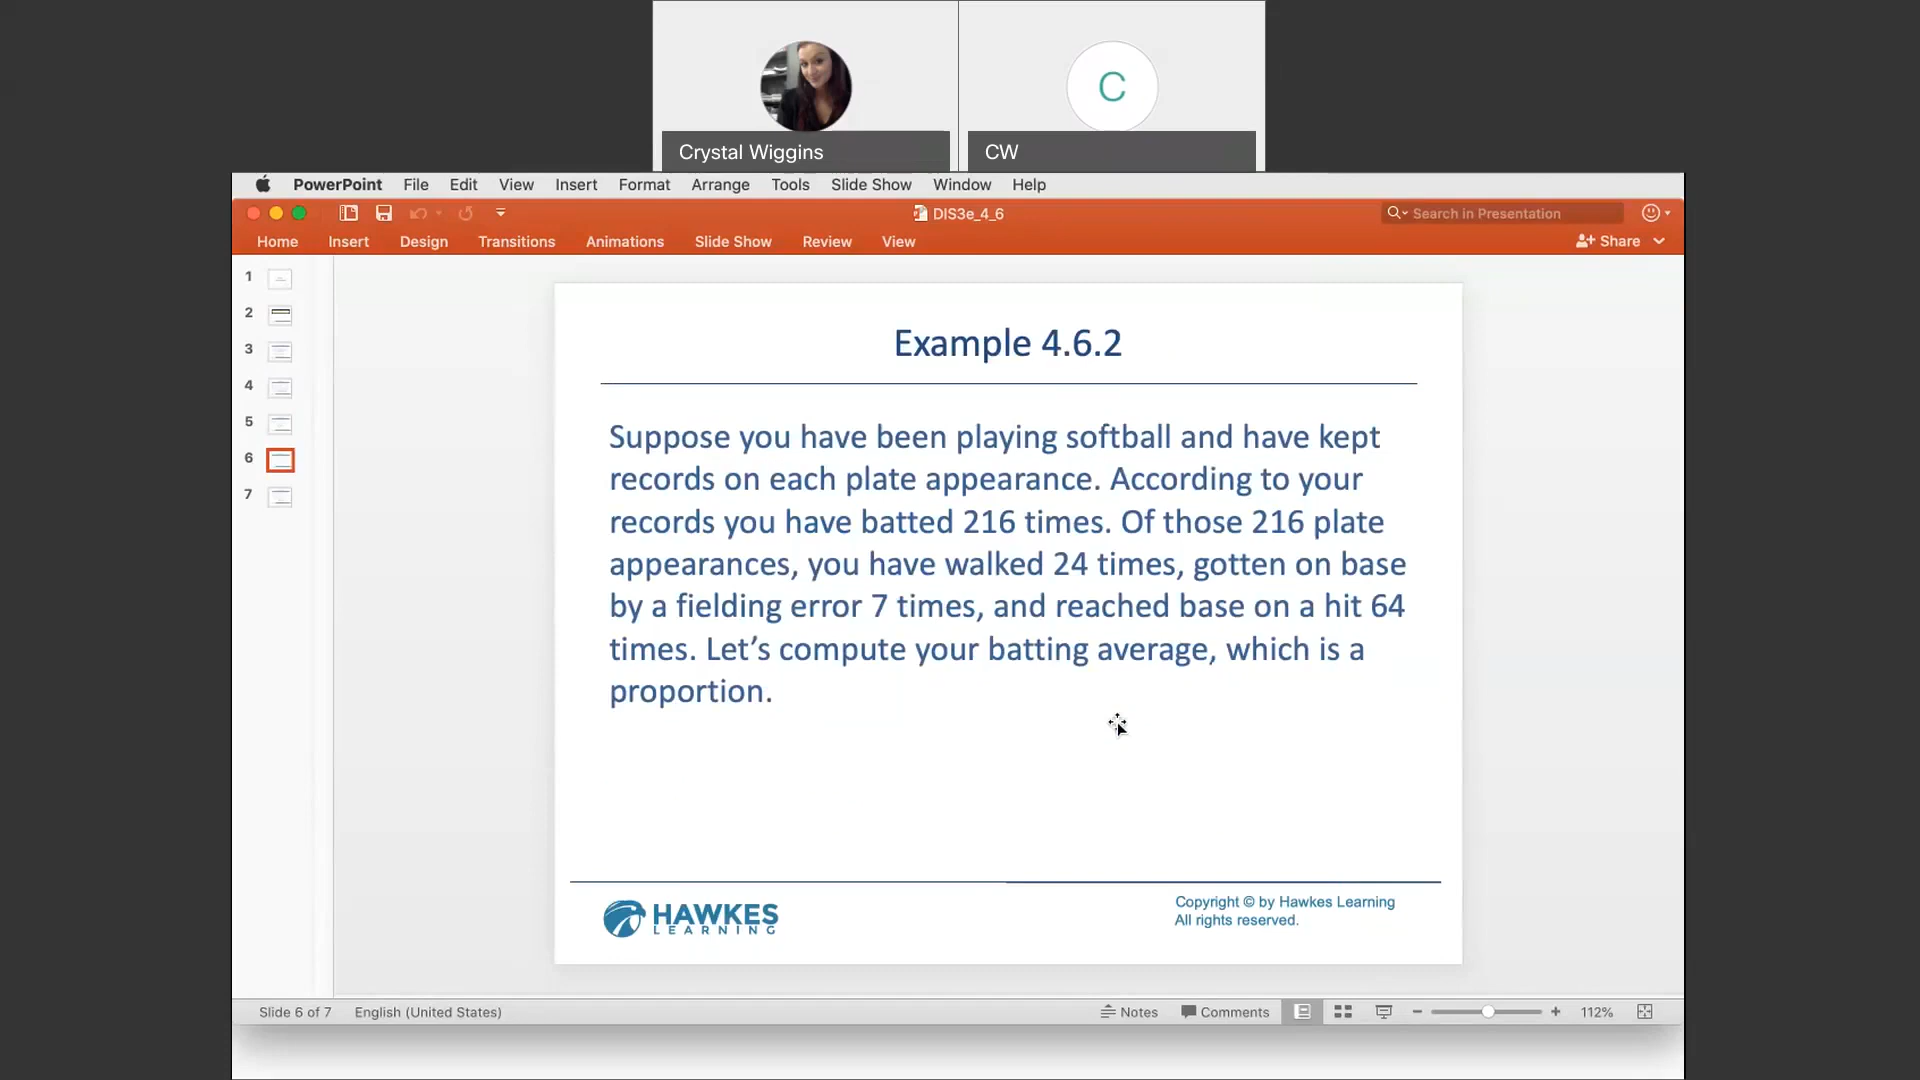 C
Crystal Wiggins
CW
PowerPoint File Edit View Insert Format Arrange Tools Slide Show Window Help
DIS3e_4_6
Search in Presentation
Home Insert Design Transitions Animations Slide Show Review View
Share
1
2
3
4
5
6
7
Example 4.6.2
Suppose you have been playing softball and have kept
records on each plate appearance. According to your
records you have batted 216 times. Of those 216 plate
appearances, you have walked 24 times, gotten on base
by a fielding error 7 times, and reached base on a hit 64
times. Let’s compute your batting average, which is a
proportion.
HAWKES
LEARNING
Copyright © by Hawkes Learning
All rights reserved.
Slide 6 of 7 English (United States)
Notes Comments 112%